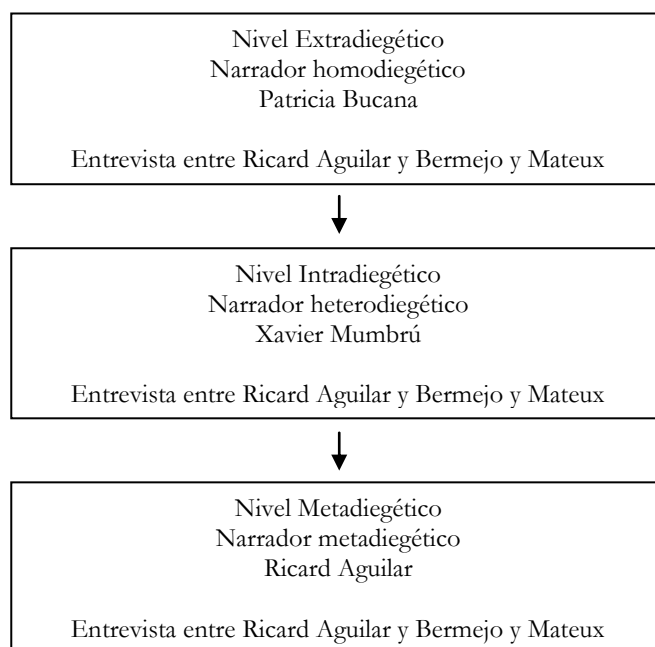 Nivel Extradiegético
Narrador homodiegético
Patricia Bucana
Entrevista entre Ricard Aguilar y Bermejo y Mateux
Nivel Intradiegético
Narrador heterodiegético
Xavier Mumbrú
Entrevista entre Ricard Aguilar y Bermejo y Mateux
Nivel Metadiegético
Narrador metadiegético
Ricard Aguilar
Entrevista entre Ricard Aguilar y Bermejo y Mateux